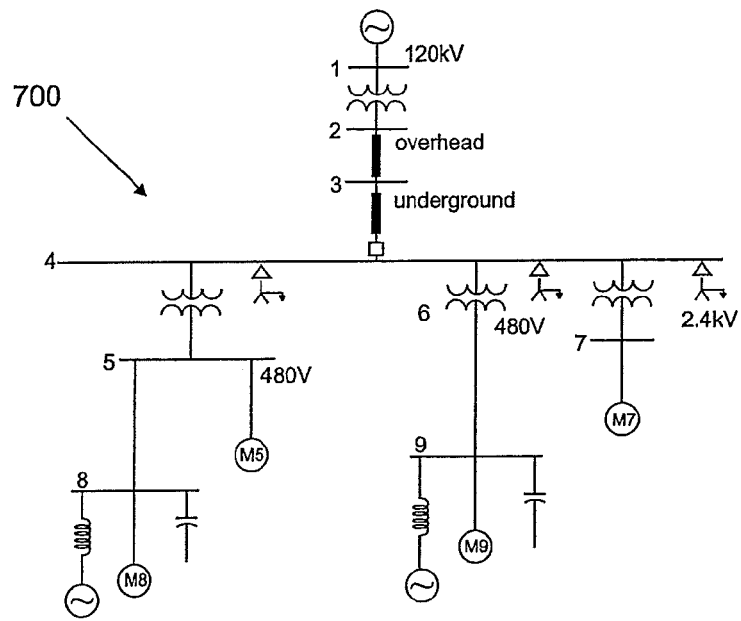 120kV
1
700
2
overhead
3
underground
4
6
480V
2.4kV
7
5
480V
M7
M5
9
8
M9
M8